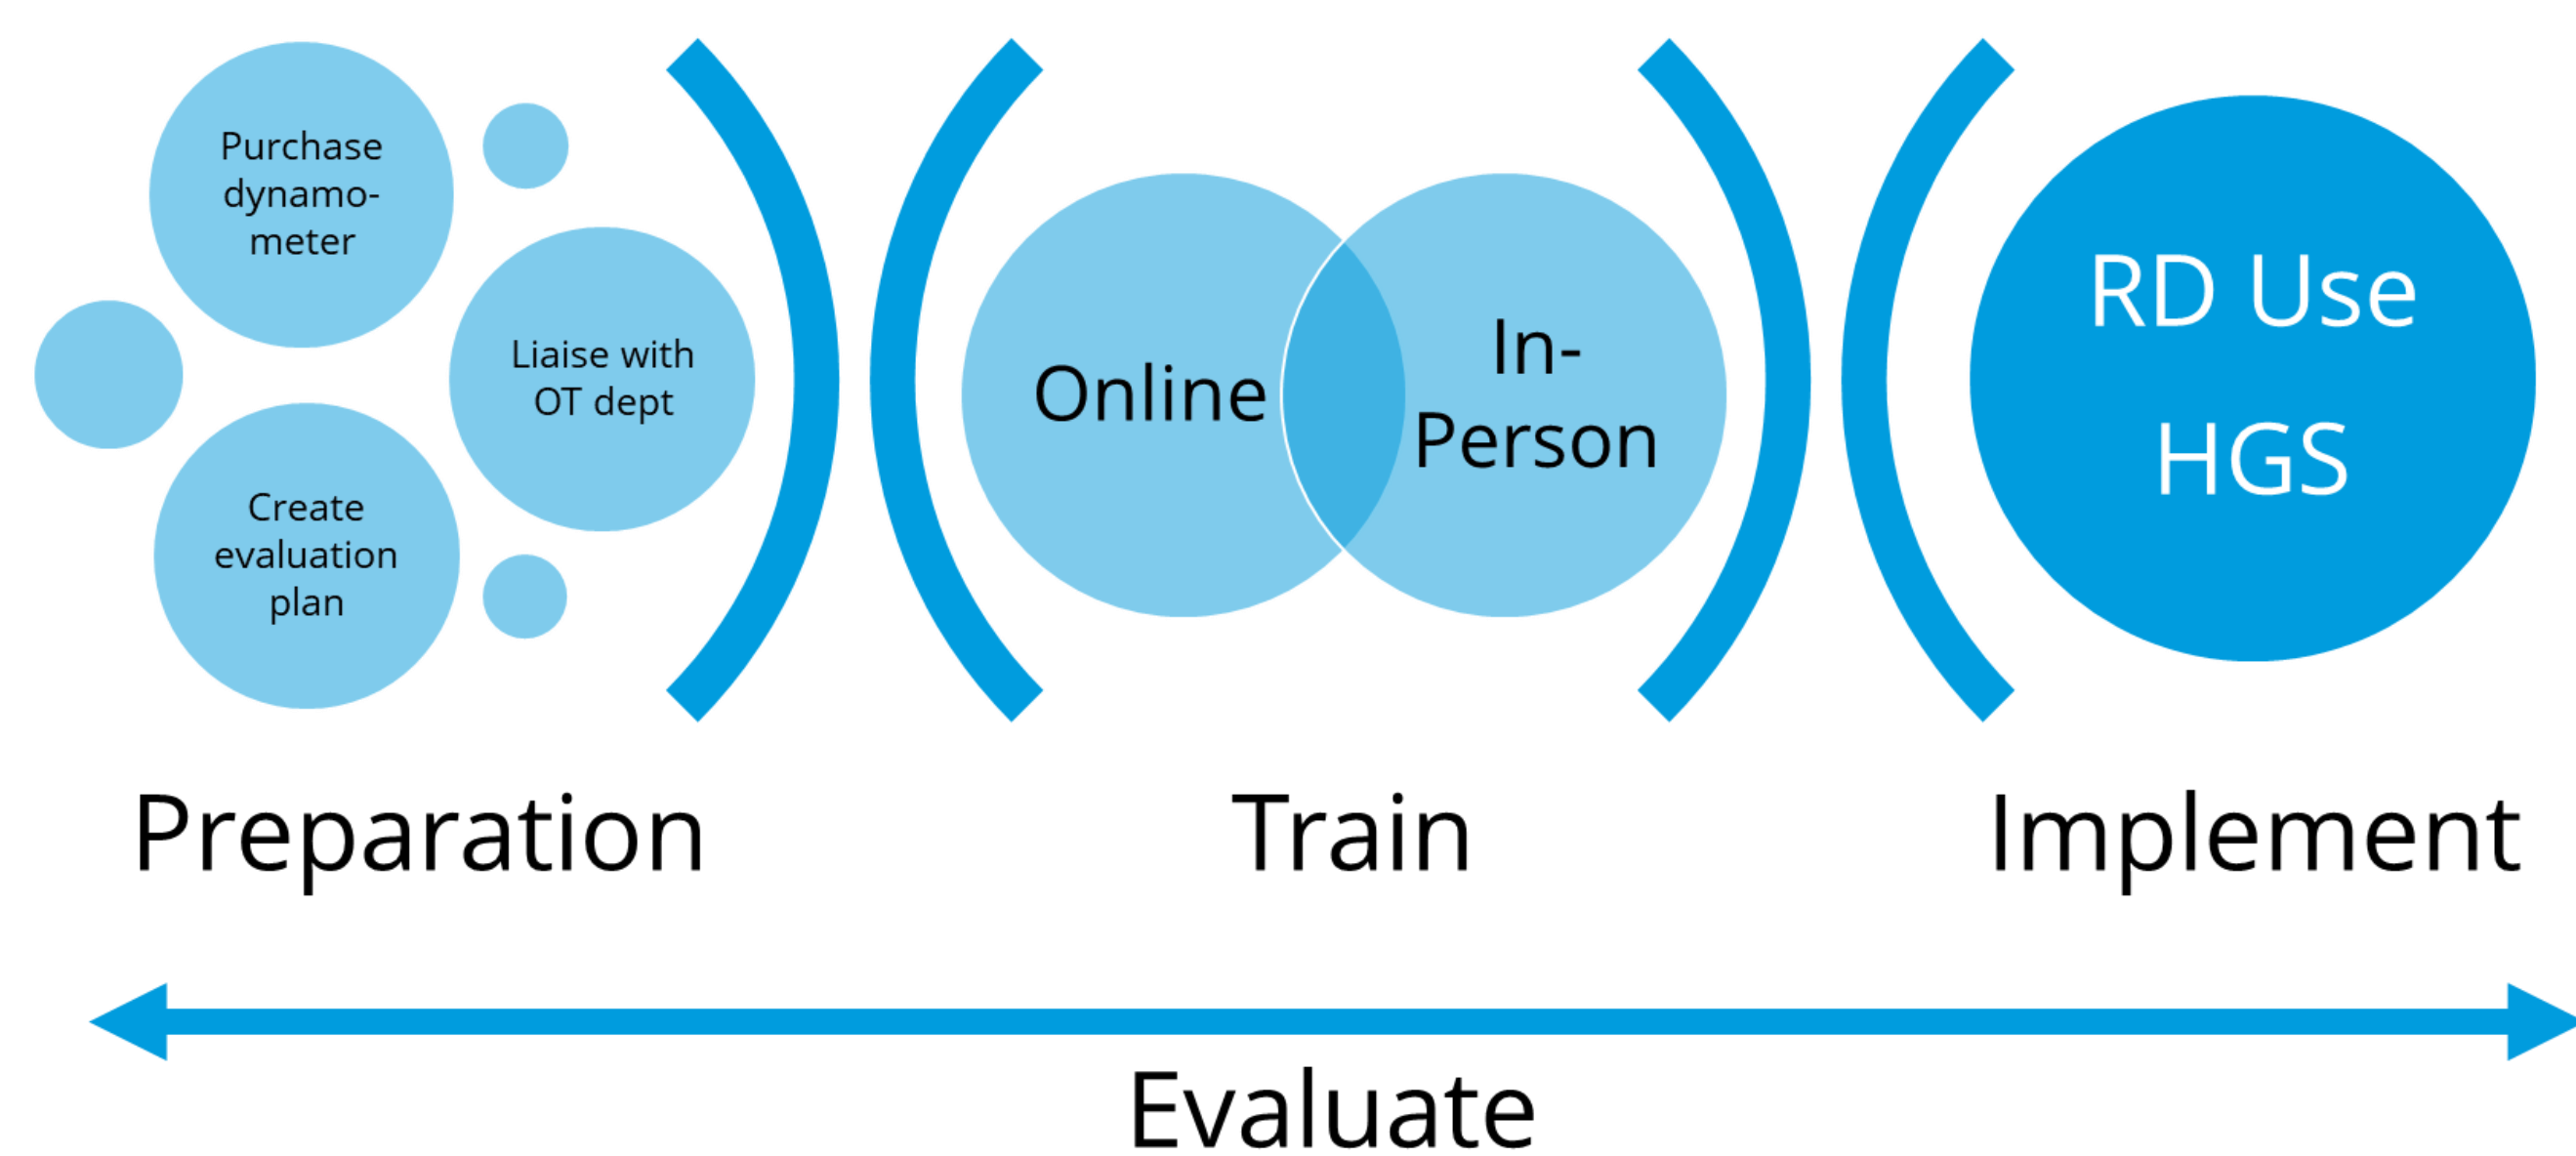 Purchase
dynamo-
meter
Liaise with
OT dept
Create
evaluation
plan
Online
In-
Person
RD Use
HGS
Preparation
Train
Implement
Evaluate